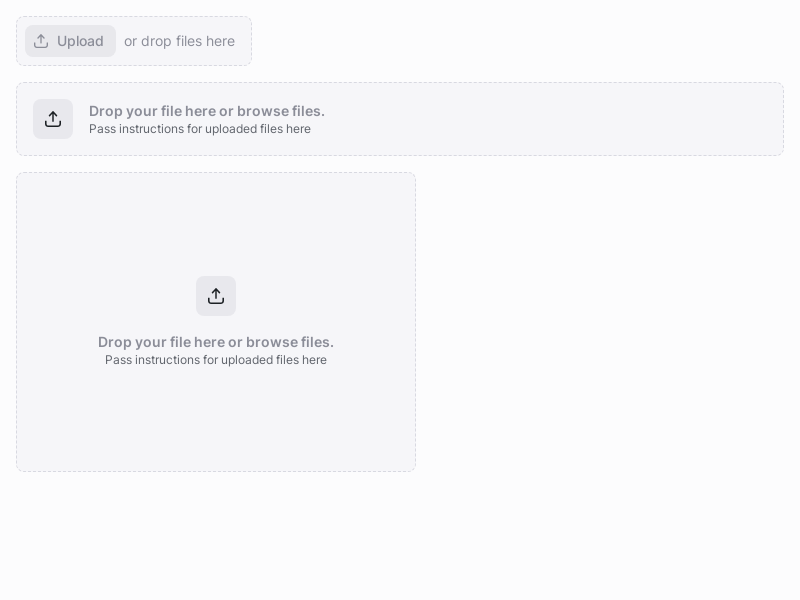 Upload or drop files here
Drop your file here or browse files.
Pass instructions for uploaded files here
Drop your file here or browse files.
Pass instructions for uploaded files here